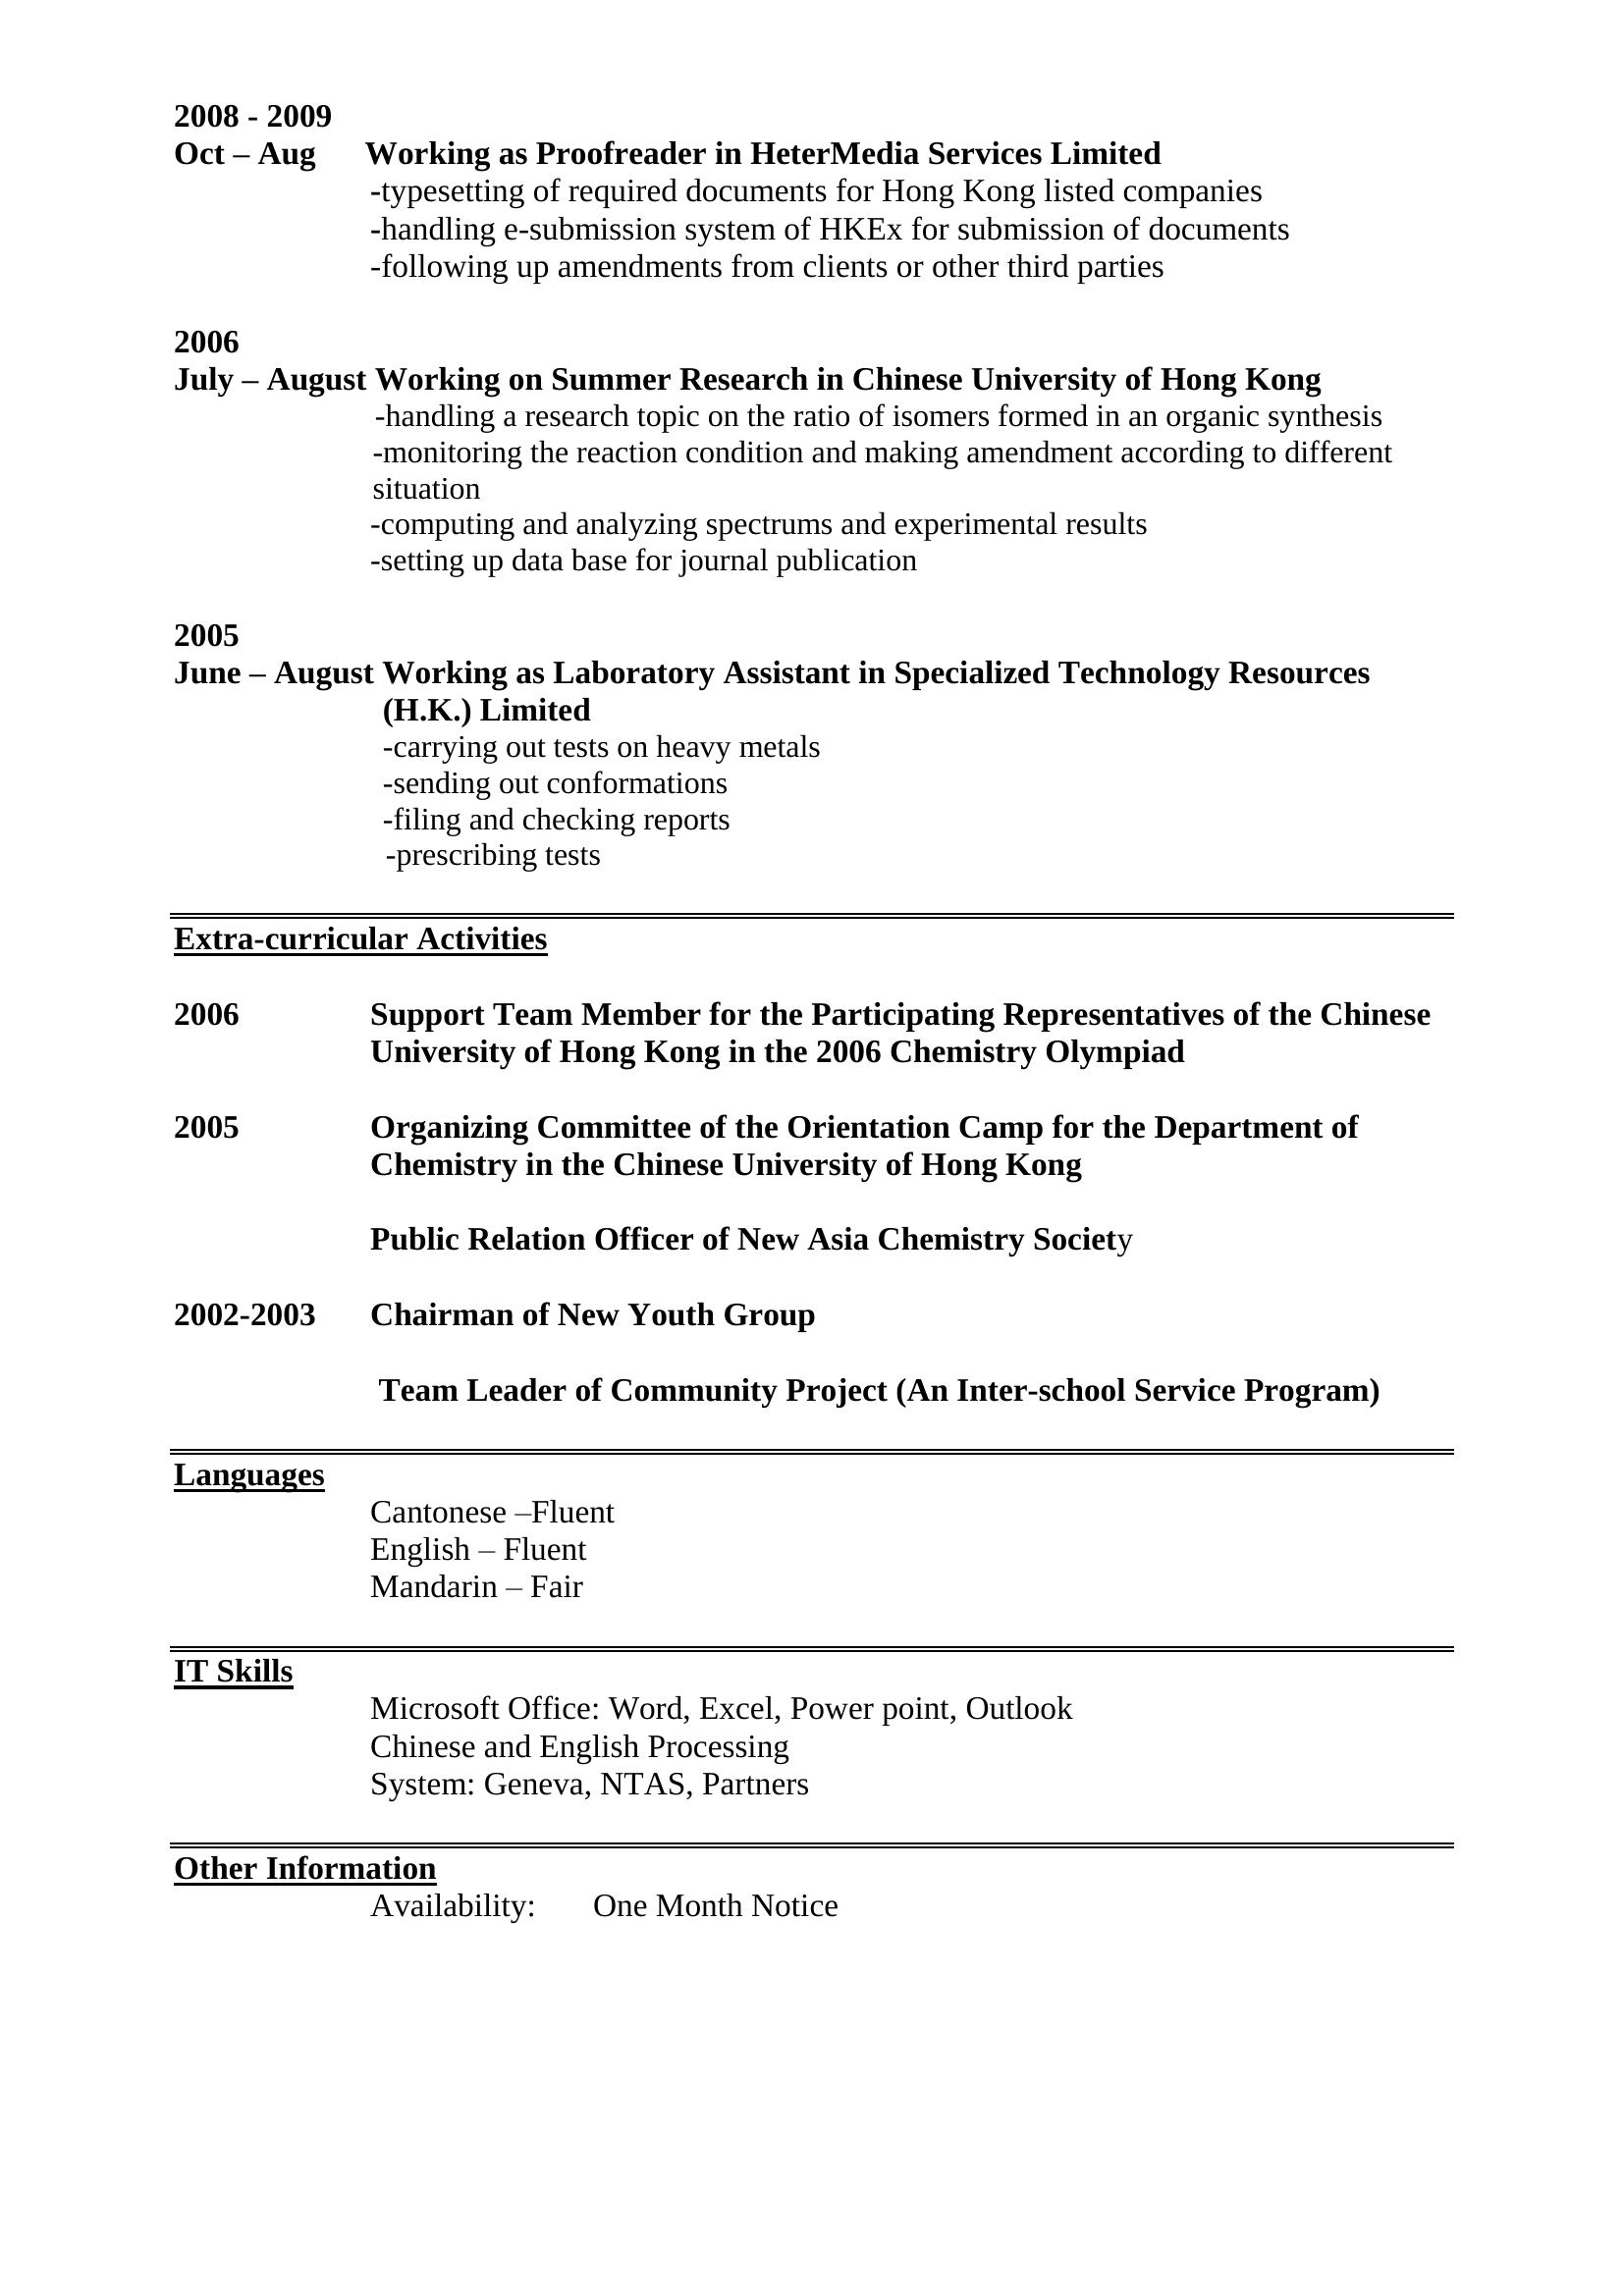 2008 - 2009
Oct – Aug Working as Proofreader in HeterMedia Services Limited
-typesetting of required documents for Hong Kong listed companies
-handling e-submission system of HKEx for submission of documents
-following up amendments from clients or other third parties
2006
July – August Working on Summer Research in Chinese University of Hong Kong
-handling a research topic on the ratio of isomers formed in an organic synthesis
-monitoring the reaction condition and making amendment according to different
situation
-computing and analyzing spectrums and experimental results
-setting up data base for journal publication
2005
June – August Working as Laboratory Assistant in Specialized Technology Resources
(H.K.) Limited
-carrying out tests on heavy metals
-sending out conformations
-filing and checking reports
-prescribing tests
Extra-curricular Activities
2006 Support Team Member for the Participating Representatives of the Chinese
University of Hong Kong in the 2006 Chemistry Olympiad
2005 Organizing Committee of the Orientation Camp for the Department of
Chemistry in the Chinese University of Hong Kong
Public Relation Officer of New Asia Chemistry Society
2002-2003 Chairman of New Youth Group
Team Leader of Community Project (An Inter-school Service Program)
Languages
Cantonese –Fluent
English – Fluent
Mandarin – Fair
IT Skills
Microsoft Office: Word, Excel, Power point, Outlook
Chinese and English Processing
System: Geneva, NTAS, Partners
Other Information
Availability: One Month Notice